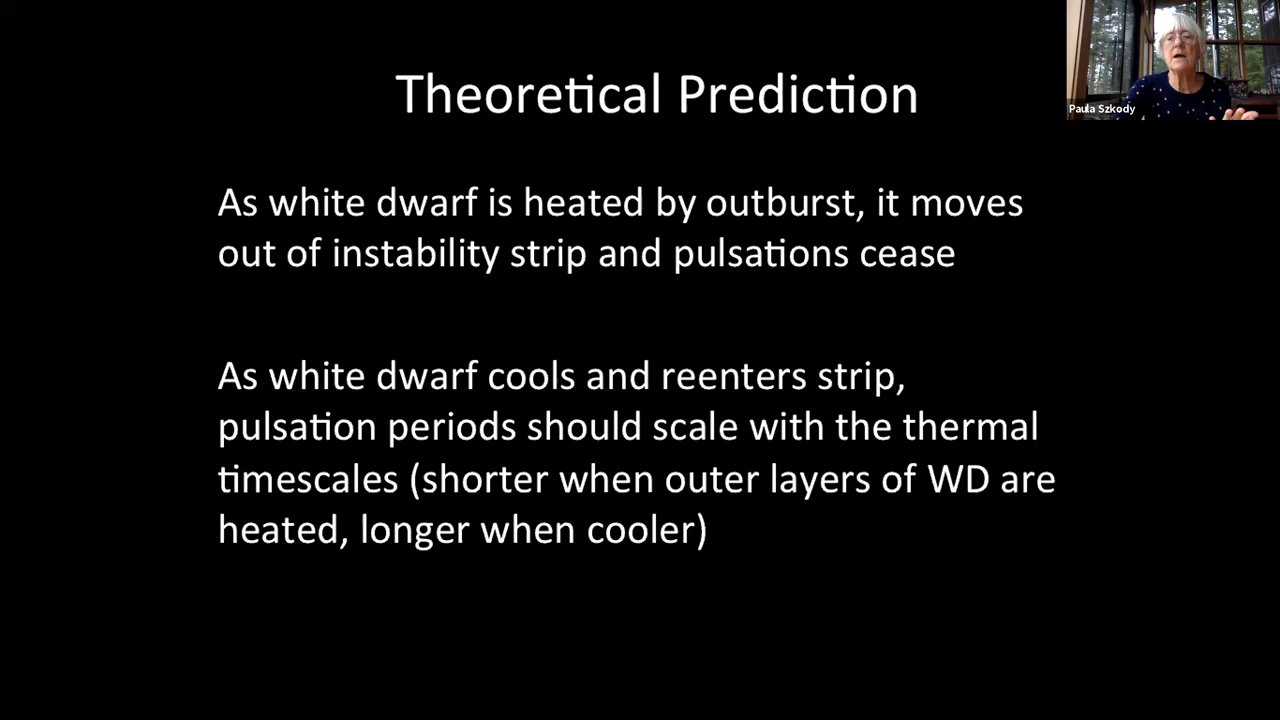 Theoretical Prediction
Paula Szkody
As white dwarf is heated by outburst, it moves
out of instability strip and pulsations cease
As white dwarf cools and reenters strip,
pulsation periods should scale with the thermal
timescales (shorter when outer layers of WD are
heated, longer when cooler)